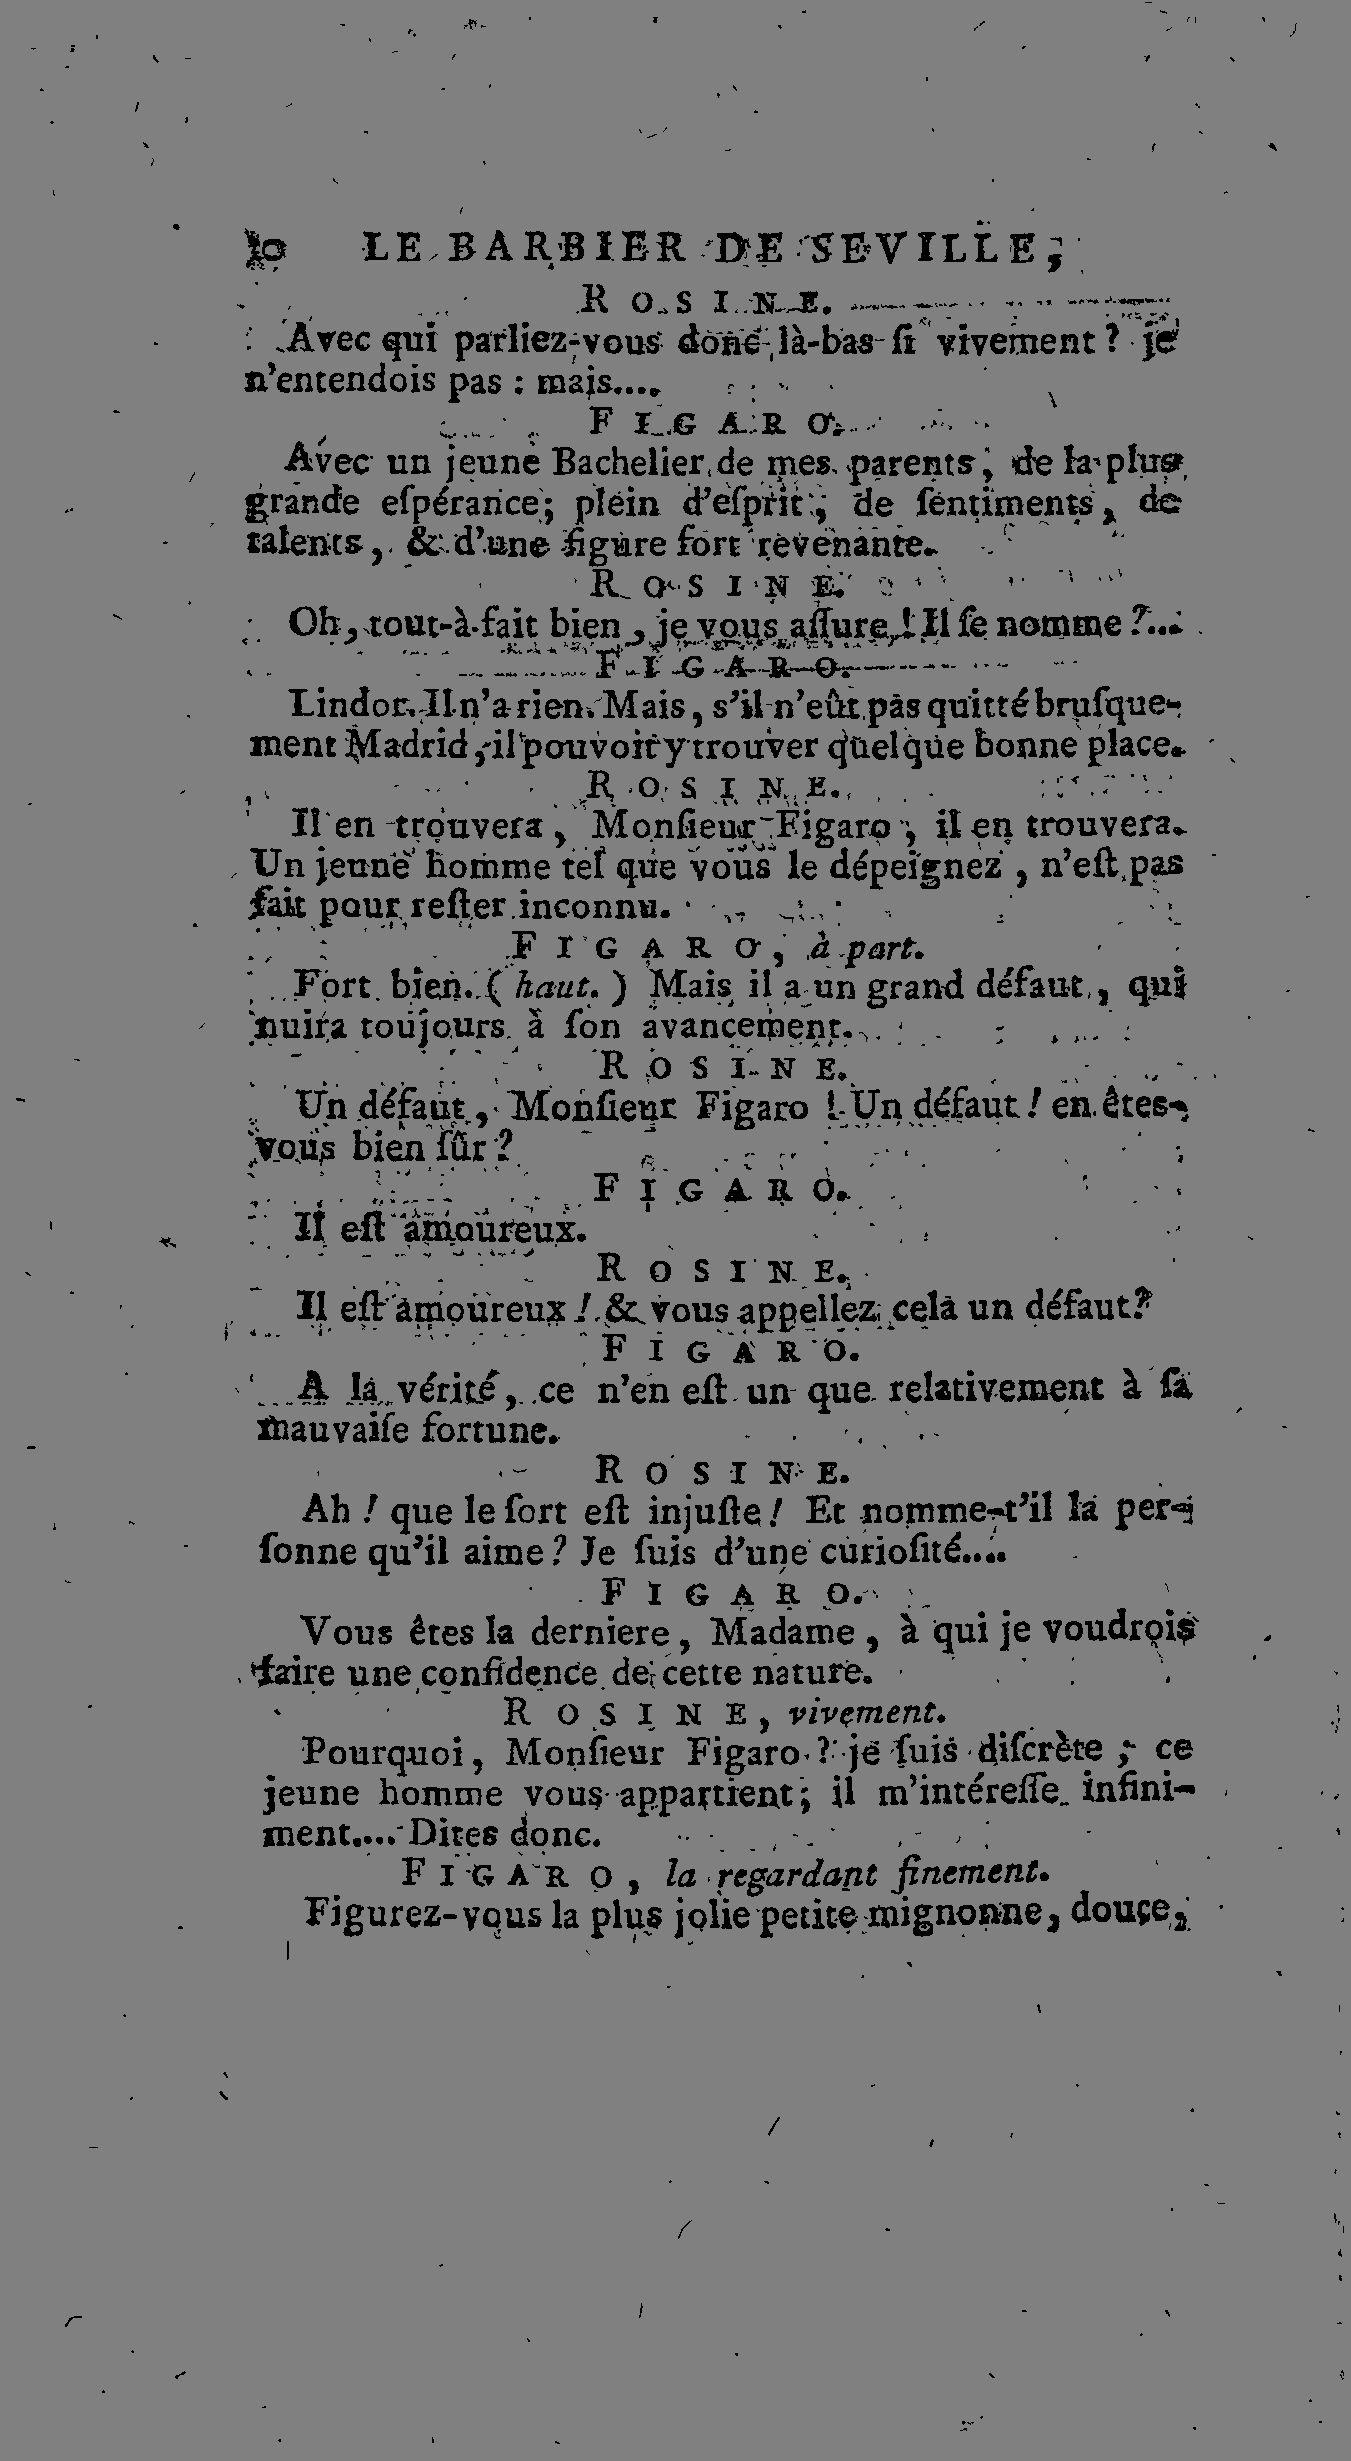 LE BARBIER DE SEVILLE,
ROSINE.
Avec qui parliez-vous donc là-bas ſi vivement ? je
n'entendois pas : mais....
FIGARO.
Avec un jeune Bachelier de mes parents, de la plus
grande eſpérance ; plein d'eſprit, de ſentiments, de
talents, & d'une figure fort revenante.
ROSINE.
Oh, tout-à-fait bien, je vous aſſure ! Il ſe nomme ?...
FIGARO.
Lindor. Il n'a rien. Mais, s'il n'eût pas quitté bruſque-
ment Madrid, il pouvoit y trouver quelque bonne place.
ROSINE.
Il en trouvera, Monſieur Figaro, il en trouvera.
Un jeune homme tel que vous le dépeignez, n'eſt pas
fait pour reſter inconnu.
FIGARO, à part.
Fort bien. (haut.) Mais il a un grand défaut, qui
nuira toujours à ſon avancement.
ROSINE.
Un défaut, Monſieur Figaro ! Un défaut ! en êtes-
vous bien ſûr ?
FIGARO.
Il eſt amoureux.
ROSINE.
Il eſt amoureux ! & vous appellez cela un défaut ?
FIGARO.
A la vérité, ce n'en eſt un que relativement à ſa
mauvaiſe fortune.
ROSINE.
Ah ! que le ſort eſt injuſte ! Et nomme-t'il la per-
ſonne qu'il aime ? Je ſuis d'une curioſité....
FIGARO.
Vous êtes la derniere, Madame, à qui je voudrois
faire une confidence de cette nature.
ROSINE, vivement.
Pourquoi, Monſieur Figaro ? je ſuis diſcrète ; ce
jeune homme vous appartient ; il m'intéreſſe infini-
ment.... Dites donc.
FIGARO, la regardant finement.
Figurez-vous la plus jolie petite mignonne, douce,